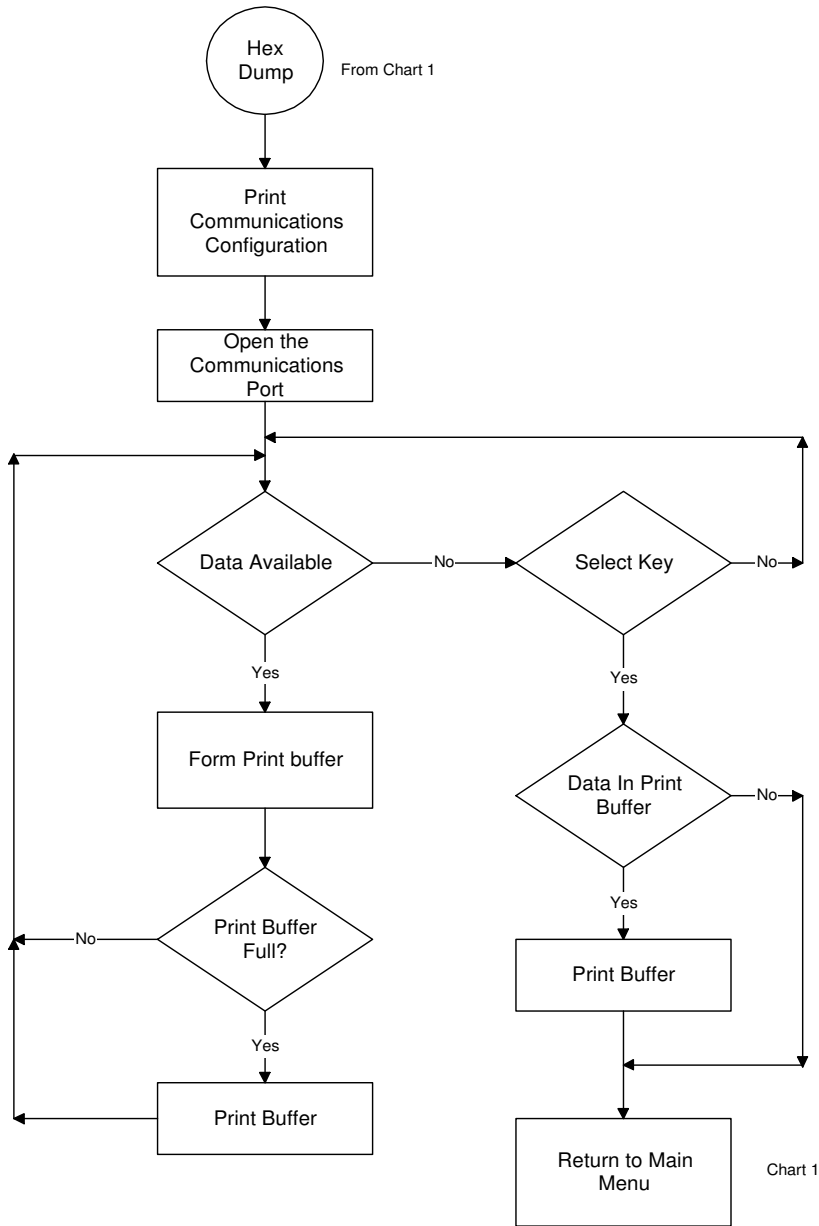 Hex
Dump
From Chart 1
Print
Communications
Configuration
Open the
Communications
Port
Data Available
No
Select Key
No
Yes
Yes
Form Print buffer
Data In Print
Buffer
No
Print Buffer
Full?
No
Yes
Print Buffer
Yes
Print Buffer
Return to Main
Menu
Chart 1